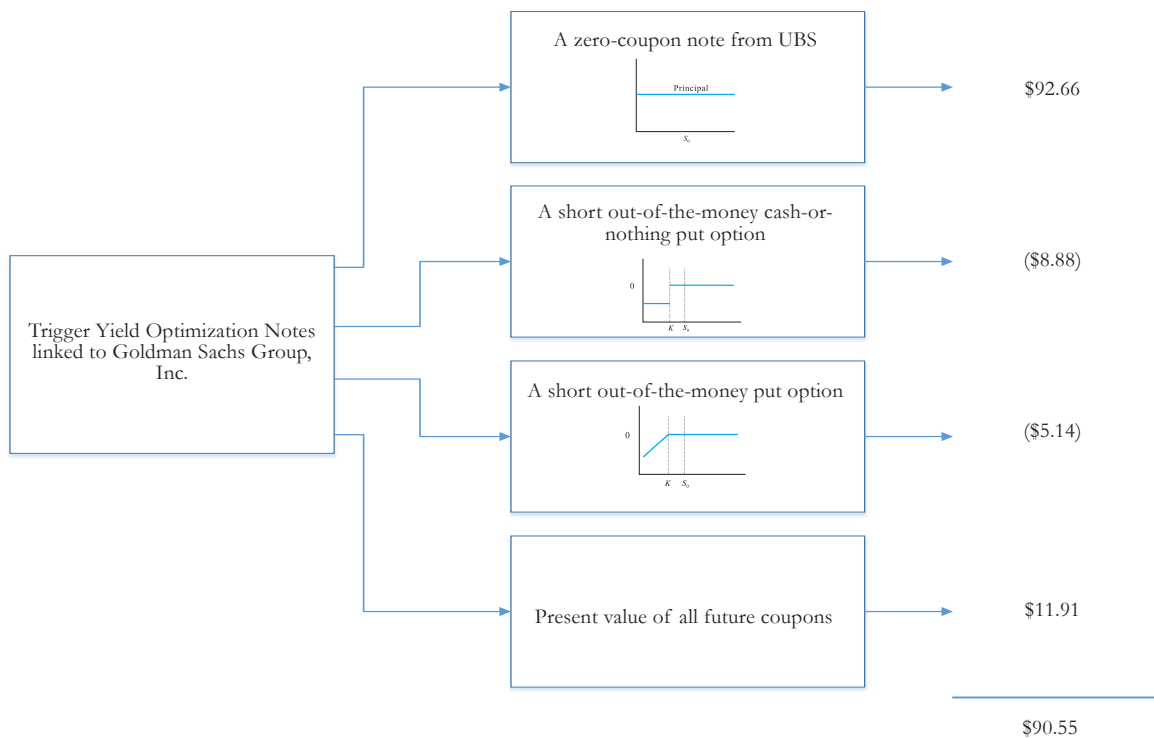 A zero-coupon note from UBS
Principal
S0
$92.66
A short out-of-the-money cash-or-
nothing put option
0
K
S0
($8.88)
Trigger Yield Optimization Notes
linked to Goldman Sachs Group,
Inc.
A short out-of-the-money put option
0
K
S0
($5.14)
Present value of all future coupons
$11.91
$90.55